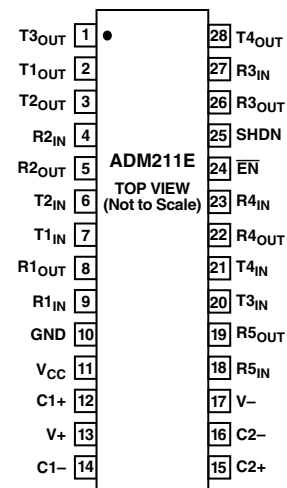 T3OUT 1 28 T4OUT
T1OUT 2 27 R3IN
T2OUT 3 26 R3OUT
R2IN 4 25 SHDN
R2OUT 5 ADM211E 24 EN
TOP VIEW
T2IN 6 (Not to Scale) 23 R4IN
T1IN 7 22 R4OUT
R1OUT 8 21 T4IN
R1IN 9 20 T3IN
GND 10 19 R5OUT
VCC 11 18 R5IN
C1+ 12 17 V–
V+ 13 16 C2–
C1– 14 15 C2+